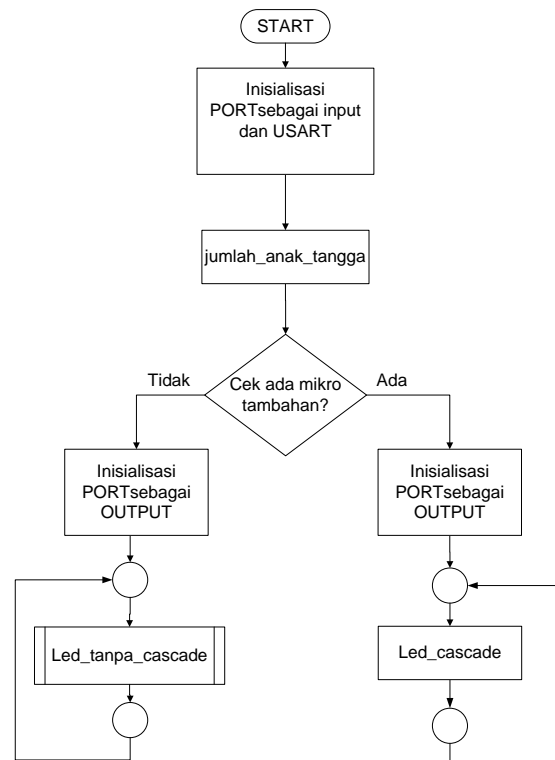 START
Inisialisasi
PORTsebagai input
dan USART
jumlah_anak_tangga
Cek ada mikro
tambahan?
Tidak
Ada
Inisialisasi
PORTsebagai
OUTPUT
Inisialisasi
PORTsebagai
OUTPUT
Led_tanpa_cascade
Led_cascade